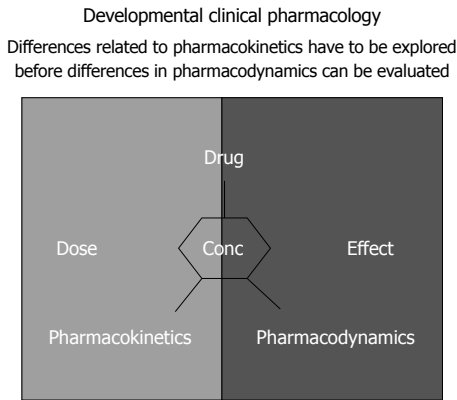 Developmental clinical pharmacology
Differences related to pharmacokinetics have to be explored
before differences in pharmacodynamics can be evaluated
Drug
Dose
Conc
Effect
Pharmacokinetics
Pharmacodynamics